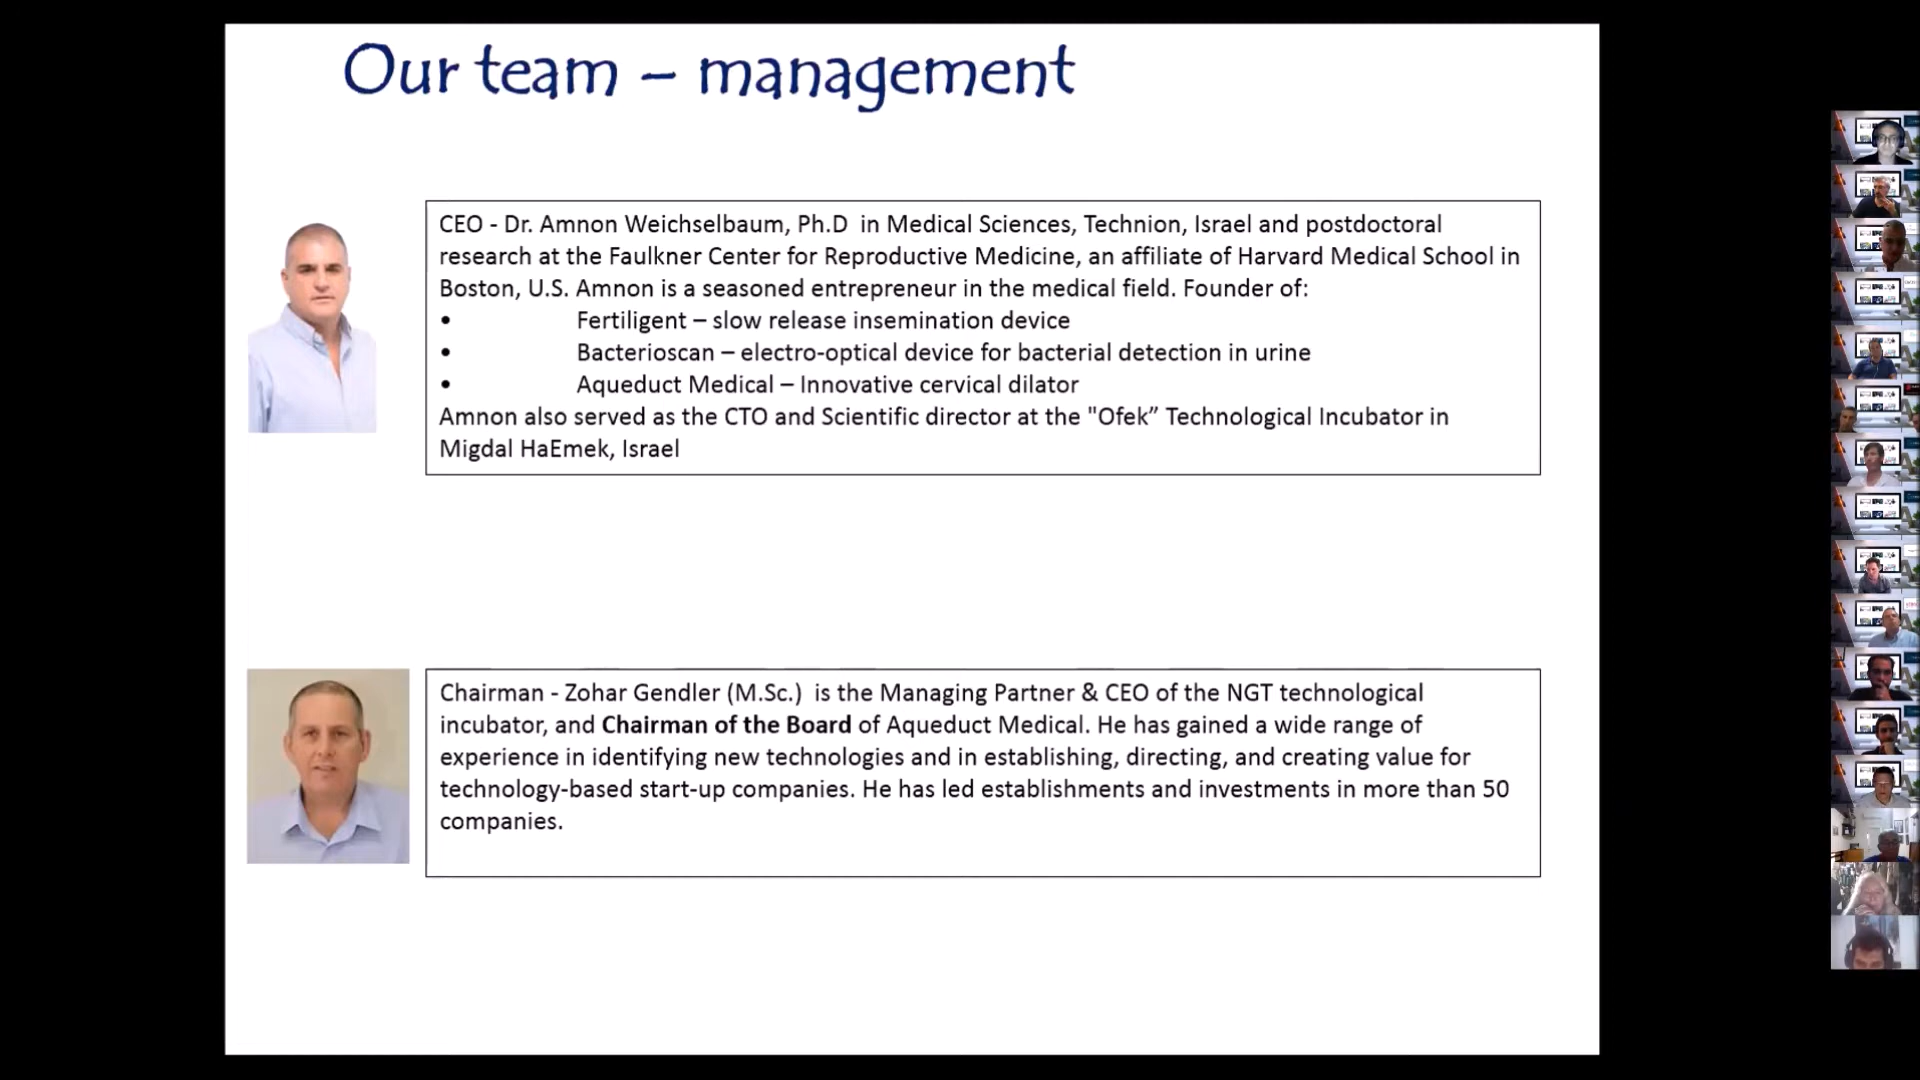 Our team – management
CEO - Dr. Amnon Weichselbaum, Ph.D  in Medical Sciences, Technion, Israel and postdoctoral
research at the Faulkner Center for Reproductive Medicine, an affiliate of Harvard Medical School in
Boston, U.S. Amnon is a seasoned entrepreneur in the medical field. Founder of:
• Fertiligent – slow release insemination device
• Bacterioscan – electro-optical device for bacterial detection in urine
• Aqueduct Medical – Innovative cervical dilator
Amnon also served as the CTO and Scientific director at the "Ofek” Technological Incubator in
Migdal HaEmek, Israel
Chairman - Zohar Gendler (M.Sc.)  is the Managing Partner & CEO of the NGT technological
incubator, and Chairman of the Board of Aqueduct Medical. He has gained a wide range of
experience in identifying new technologies and in establishing, directing, and creating value for
technology-based start-up companies. He has led establishments and investments in more than 50
companies.